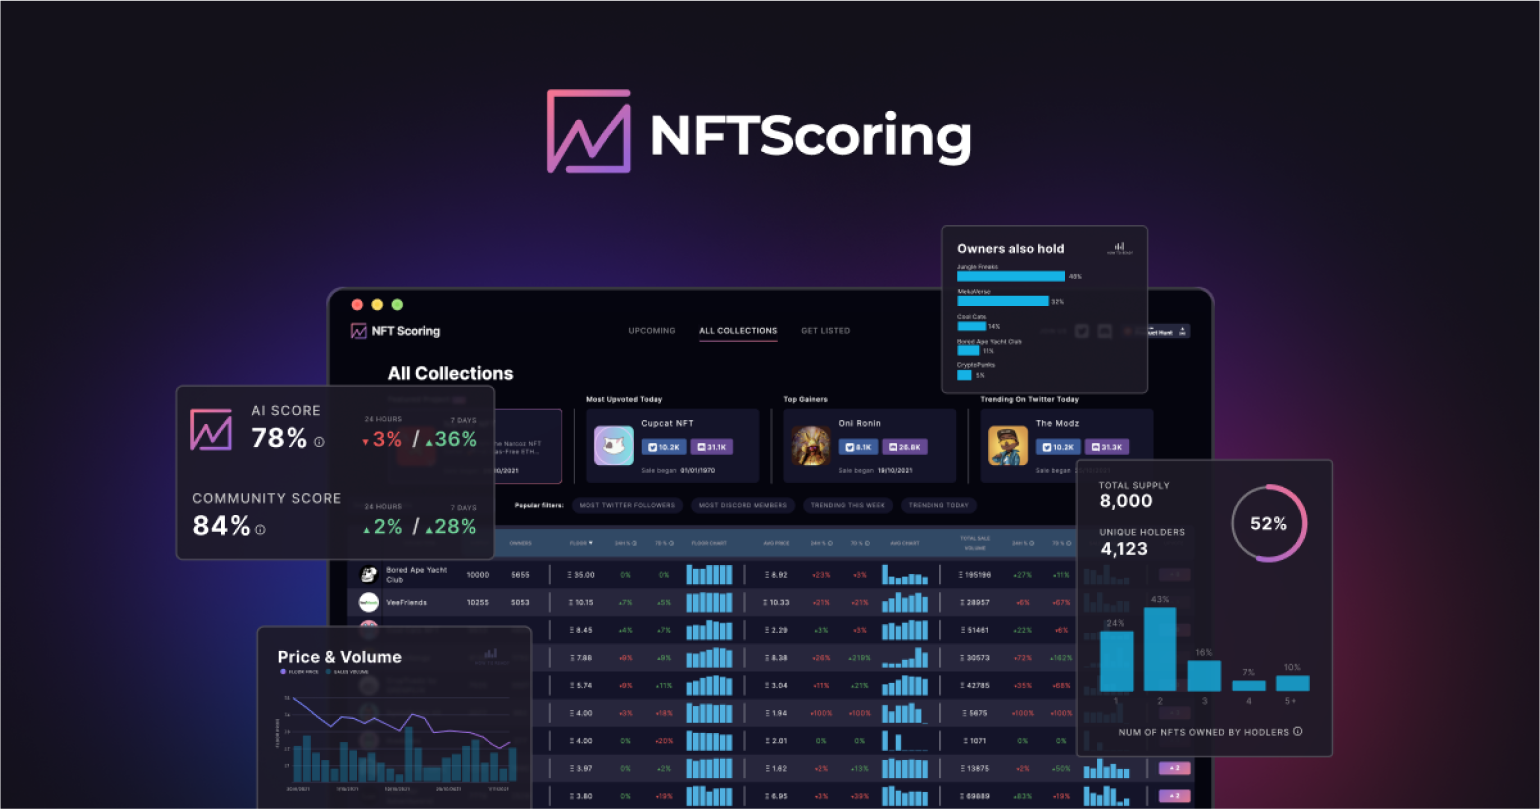 NFTScoring
Owners also hold
Jungle Freaks
46%
MekaVerse
32%
Cool Cats
14%
Bored Ape Yacht Club
11%
CryptoPunks
5%
NFT Scoring
UPCOMING
ALL COLLECTIONS
GET LISTED
All Collections
AI SCORE
78%
24 HOURS
7 DAYS
▼3% / ▲36%
COMMUNITY SCORE
84%
24 HOURS
7 DAYS
▲2% / ▲28%
Most Upvoted Today
Cupcat NFT
10.2K
31.1K
Sale began 01/01/1970
Top Gainers
Oni Ronin
8.1K
26.8K
Sale began 19/10/2021
Trending On Twitter Today
The Modz
10.2K
31.3K
Sale began
Popular filters:
MOST TWITTER FOLLOWERS
MOST DISCORD MEMBERS
TRENDING THIS WEEK
TRENDING TODAY
OWNERS FLOOR ▼ 24H % 7D % FLOOR CHART AVG PRICE 24H % 7D % AVG CHART TOTAL SALE VOLUME 24H % 7D %
Bored Ape Yacht Club 10000 5655 Ξ 35.00 0% 0% Ξ 8.92 +23% +3% Ξ 195196 +27% +11%
VeeFriends 10255 5053 Ξ 10.15 +7% +5% Ξ 10.33 +21% +21% Ξ 28957 +6% +67%
Ξ 8.45 +4% +7% Ξ 2.29 +3% +3% Ξ 51461 +22% +6%
Ξ 7.88 +9% +8% Ξ 8.38 +26% +219% Ξ 30573 +72% +162%
Ξ 5.74 +9% +11% Ξ 3.04 +11% +21% Ξ 42785 +35% +68%
Ξ 4.00 +3% +18% Ξ 1.94 +100% +100% Ξ 5675 +100% +100%
Ξ 4.00 0% +20% Ξ 2.01 0% 0% Ξ 1071 0% 0%
Ξ 3.97 0% +2% Ξ 1.62 +2% +13% Ξ 13875 +2% +50%
+ 2
Ξ 3.80 0% +19% Ξ 6.95 +3% +39% Ξ 69889 +83% +19%
+ 2
TOTAL SUPPLY
8,000
UNIQUE HOLDERS
4,123
52%
24%
43%
16%
7%
10%
1 2 3 4 5+
NUM OF NFTS OWNED BY HODLERS
Price & Volume
FLOOR PRICE
SALES VOLUME